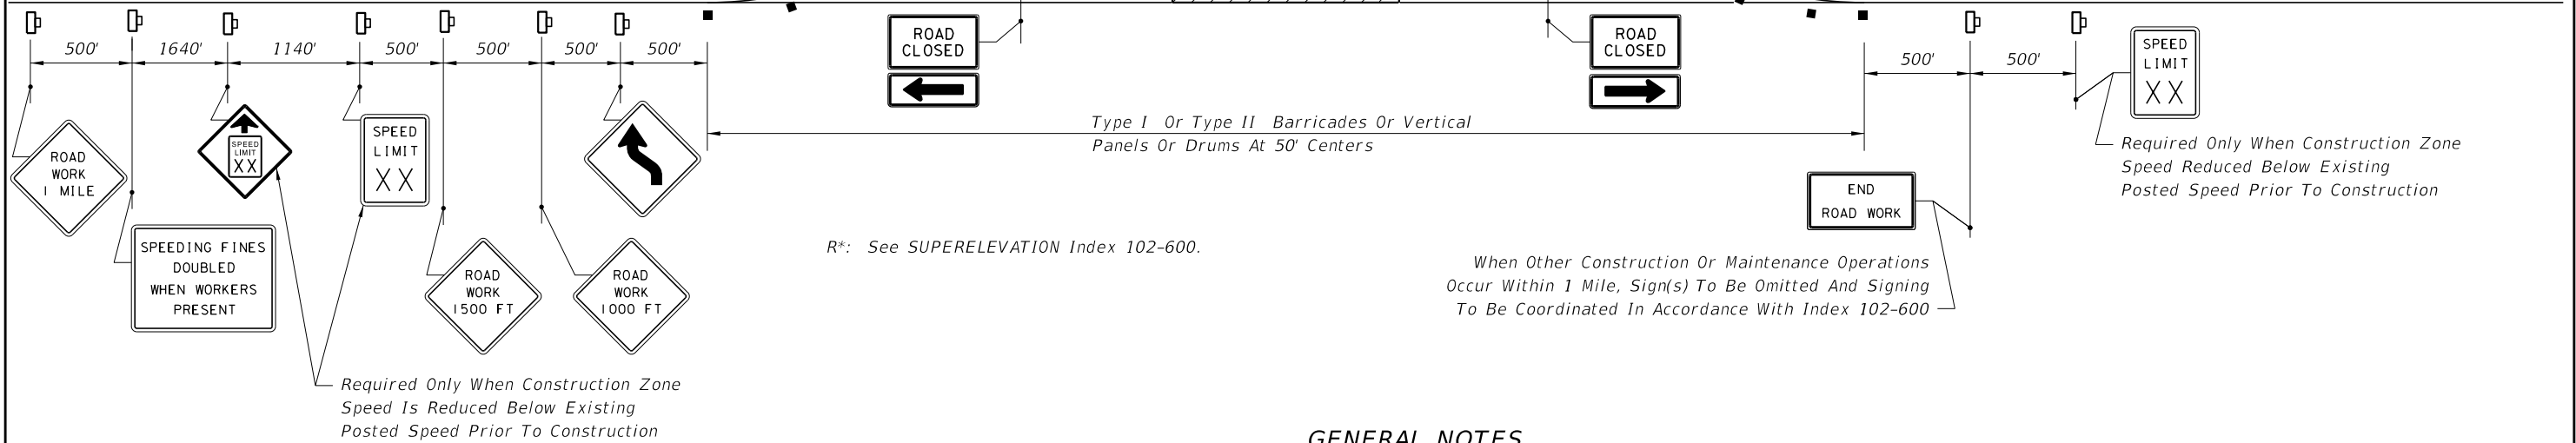 500' 1640' 1140' 500' 500' 500' 500'
ROAD
CLOSED
ROAD
CLOSED
500' 500'
SPEED
LIMIT
XX
Type I Or Type II Barricades Or Vertical
Panels Or Drums At 50' Centers
ROAD
WORK
1 MILE
SPEED
LIMIT
XX
SPEED
LIMIT
XX
Required Only When Construction Zone
Speed Reduced Below Existing
Posted Speed Prior To Construction
END
ROAD WORK
SPEEDING FINES
DOUBLED
WHEN WORKERS
PRESENT
ROAD
WORK
1500 FT
ROAD
WORK
1000 FT
R*: See SUPERELEVATION Index 102-600.
When Other Construction Or Maintenance Operations
Occur Within 1 Mile, Sign(s) To Be Omitted And Signing
To Be Coordinated In Accordance With Index 102-600
Required Only When Construction Zone
Speed Is Reduced Below Existing
Posted Speed Prior To Construction
GENERAL NOTES